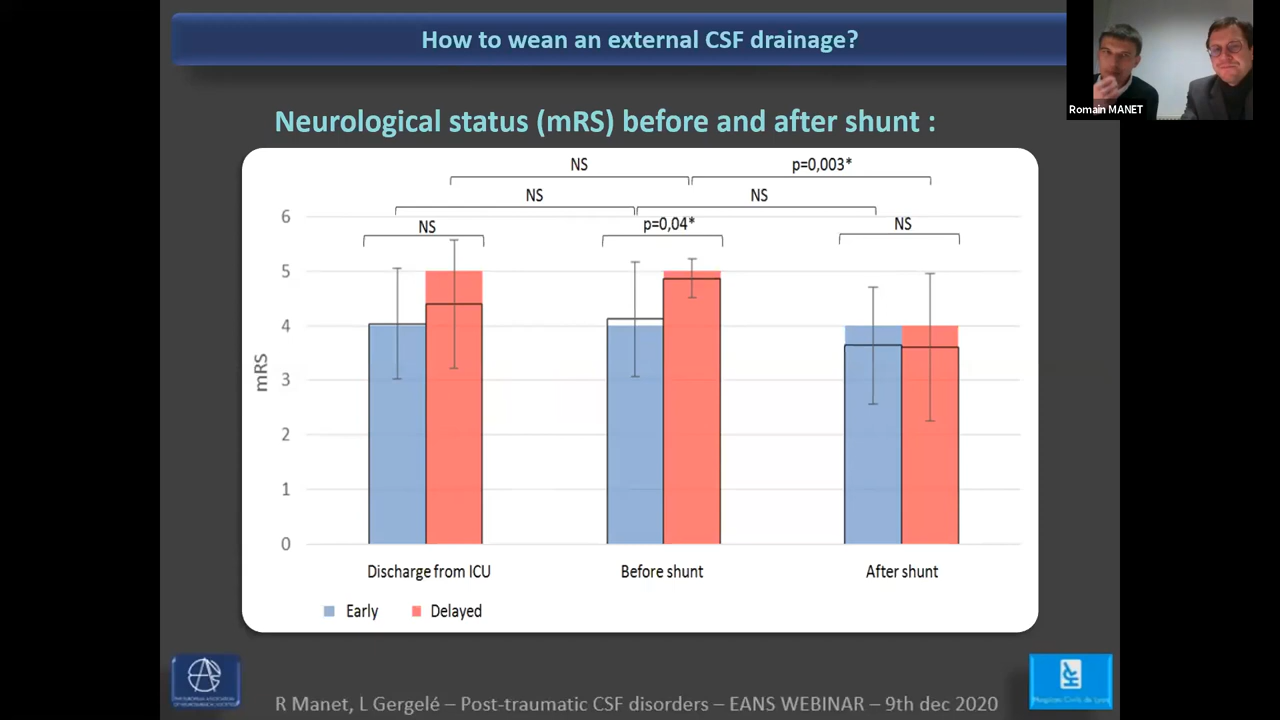 How to wean an external CSF drainage?
Romain MANET
Neurological status (mRS) before and after shunt :
NS
p=0,003*
NS
NS
NS
p=0,04*
NS
6
5
4
3
2
1
0
mRS
Discharge from ICU
Before shunt
After shunt
Early
Delayed
R Manet, L Gergelé – Post-traumatic CSF disorders – EANS WEBINAR – 9th dec 2020